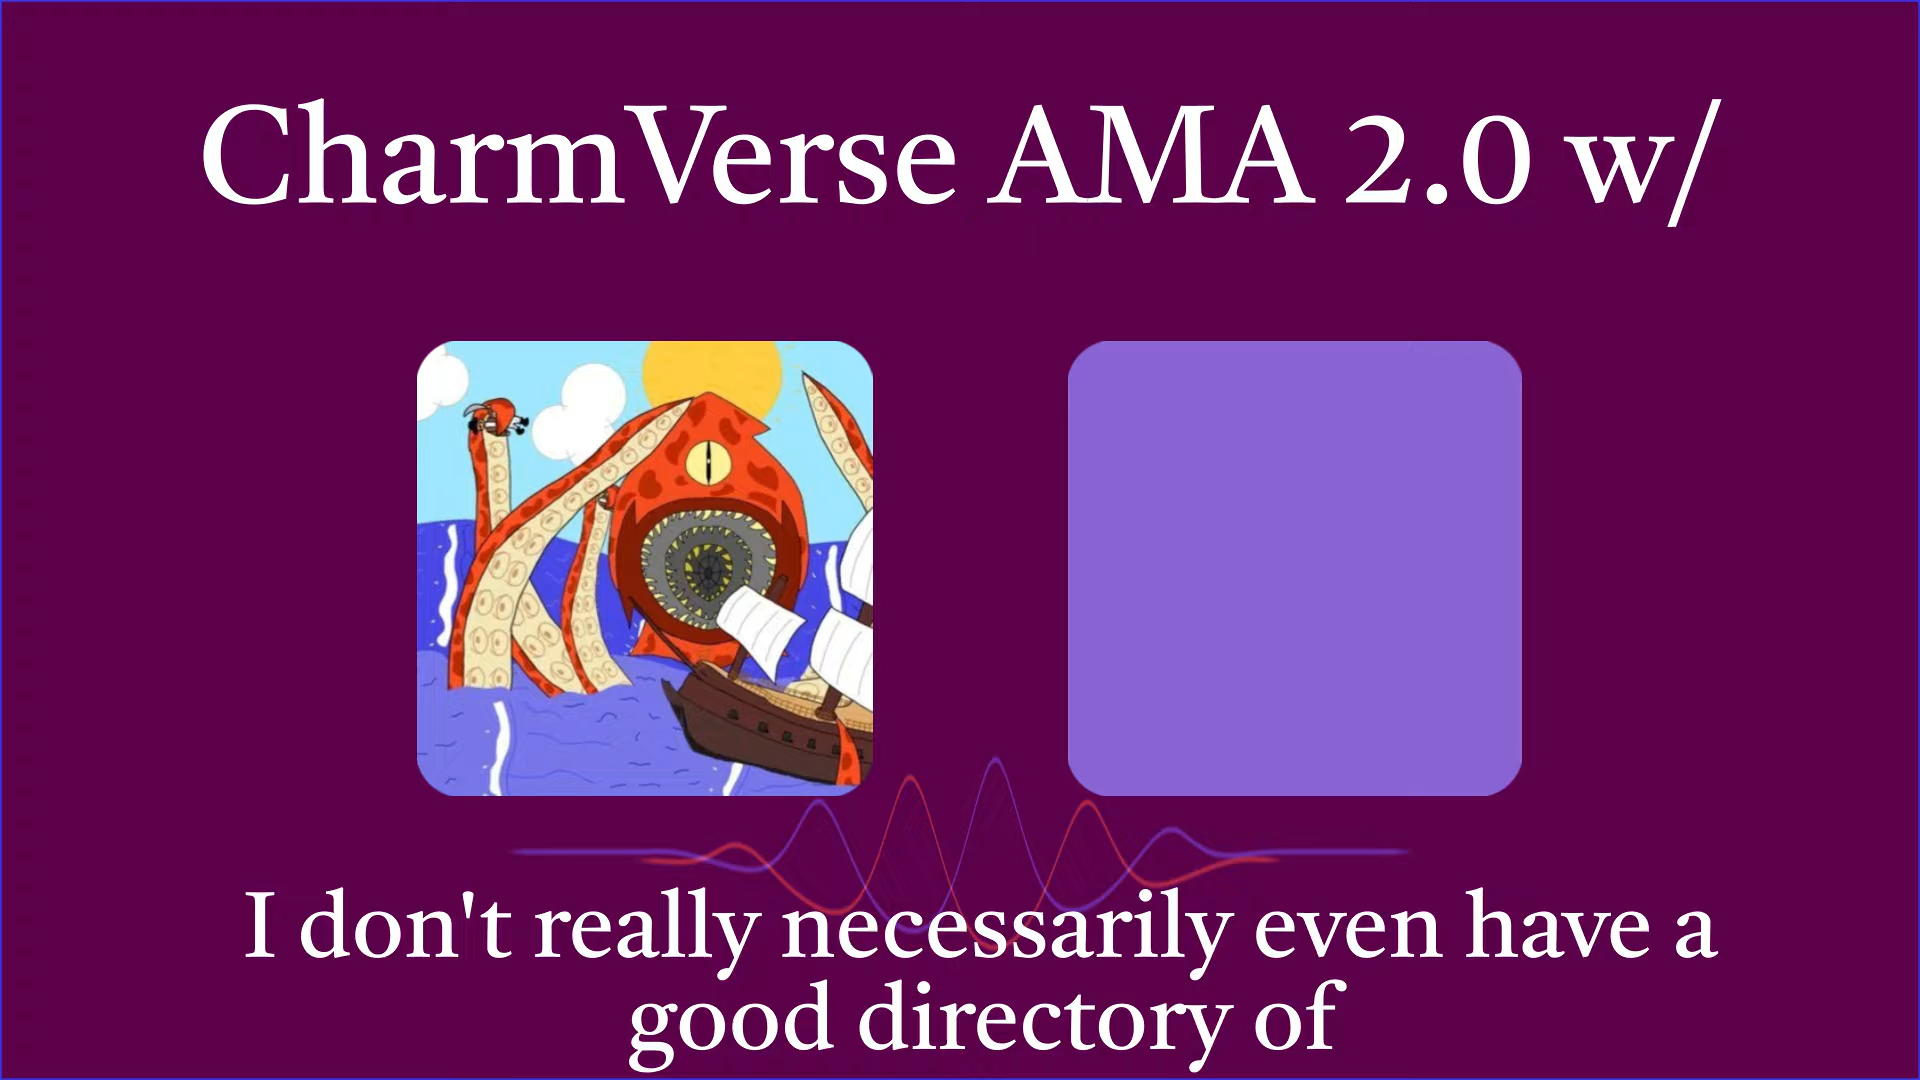 CharmVerse AMA 2.0 w/
I don't really necessarily even have a
good directory of